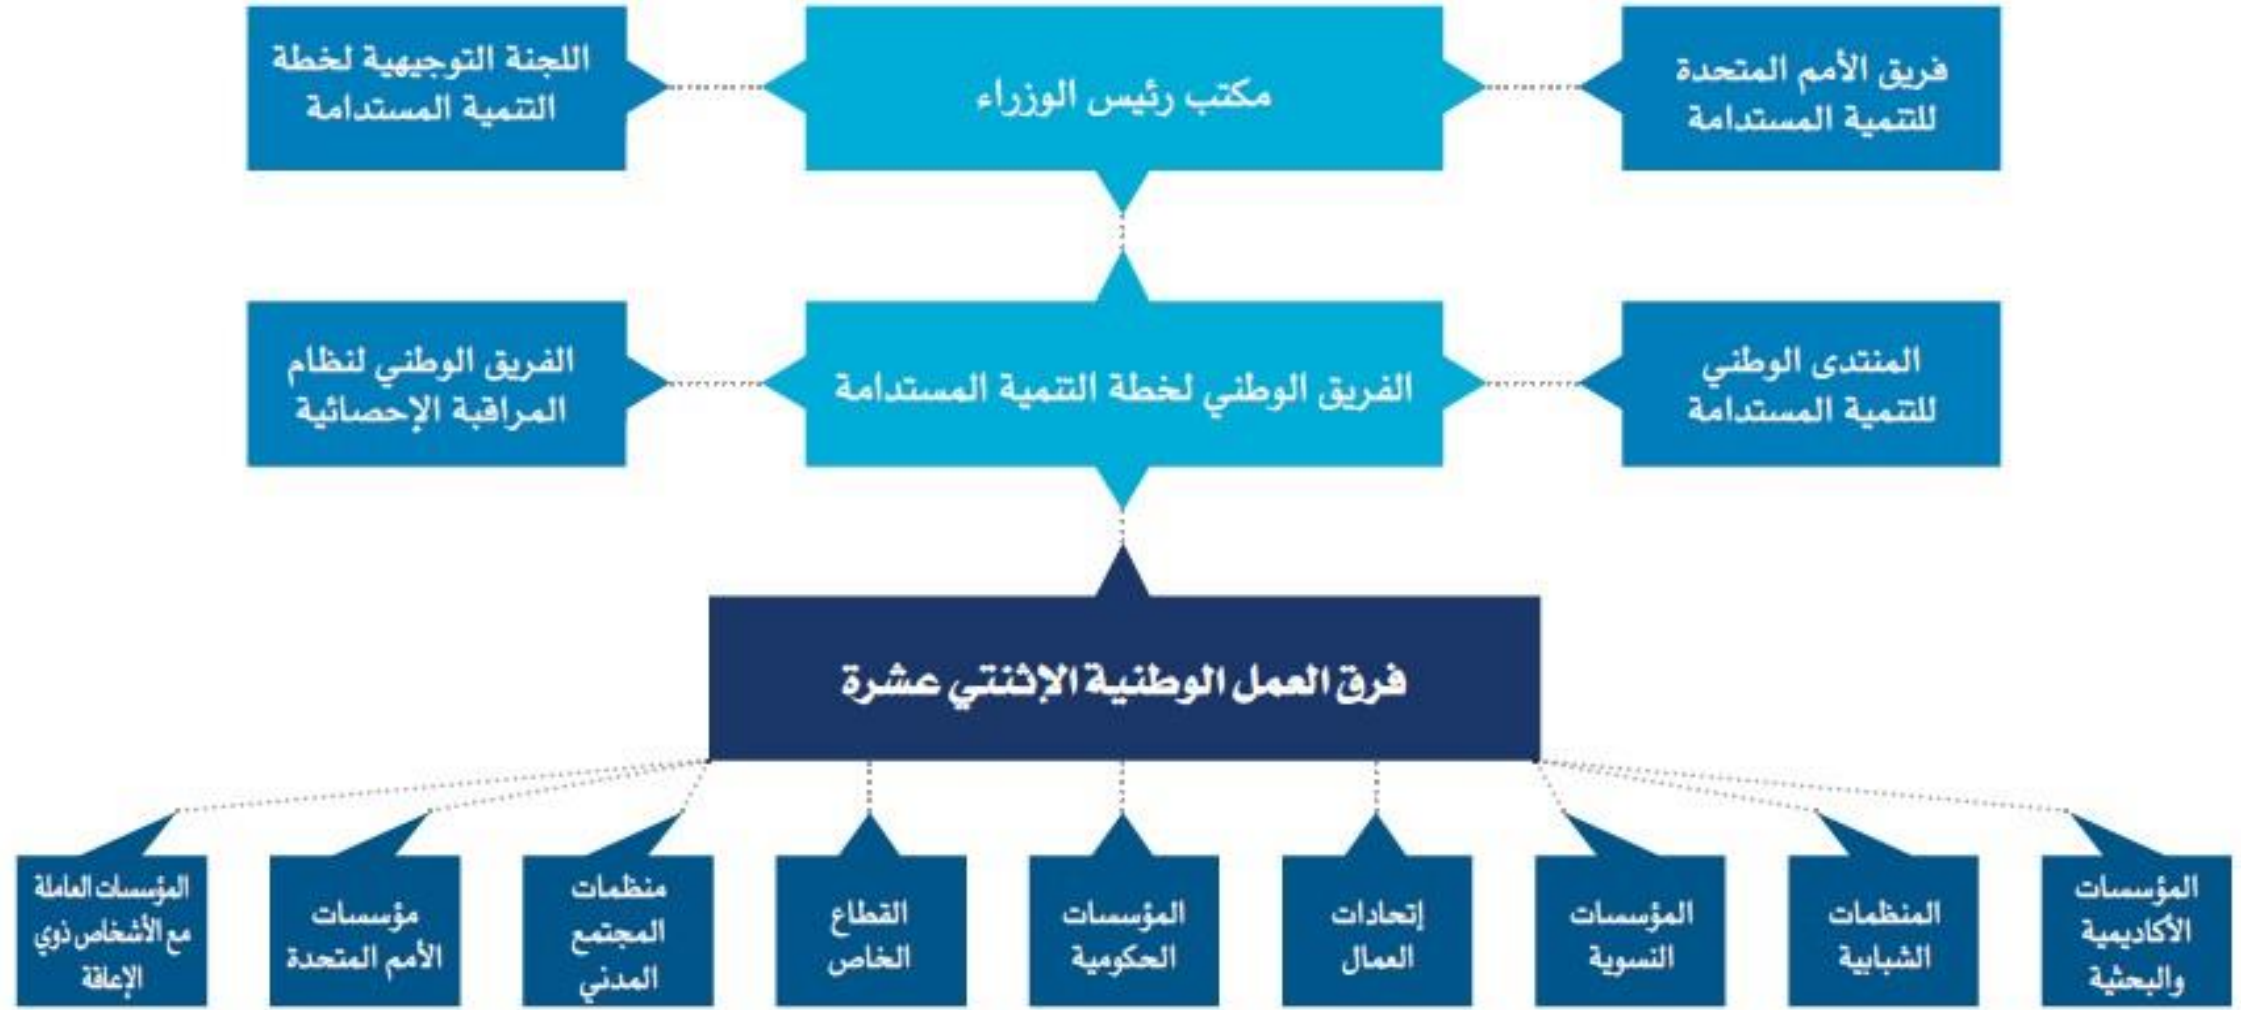 فريق الأمم المتحدة
للتنمية المستدامة
مكتب رئيس الوزراء
اللجنة التوجيهية لخطة
التنمية المستدامة
المنتدى الوطني
للتنمية المستدامة
الفريق الوطني لخطة التنمية المستدامة
الفريق الوطني لنظام
المراقبة الإحصائية
فرق العمل الوطنية الإثنتي عشرة
المؤسسات
الأكاديمية
والبحثية
المنظمات
الشبابية
المؤسسات
النسوية
إتحادات
العمال
المؤسسات
الحكومية
القطاع
الخاص
منظمات
المجتمع
المدني
مؤسسات
الأمم المتحدة
المؤسسات العاملة
مع الأشخاص ذوي
الإعاقة